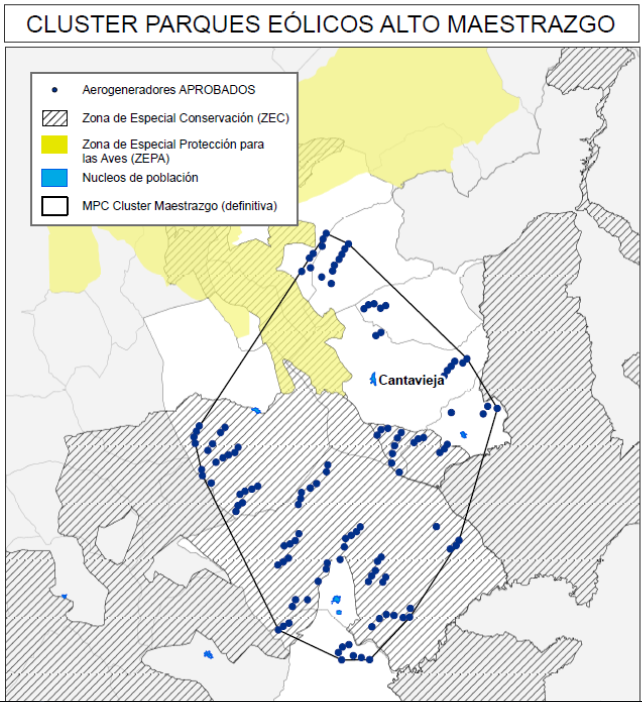 CLUSTER PARQUES EÓLICOS ALTO MAESTRAZGO
Aerogeneradores APROBADOS
Zona de Especial Conservación (ZEC)
Zona de Especial Protección para
las Aves (ZEPA)
Nucleos de población
MPC Cluster Maestrazgo (definitiva)
Cantavieja